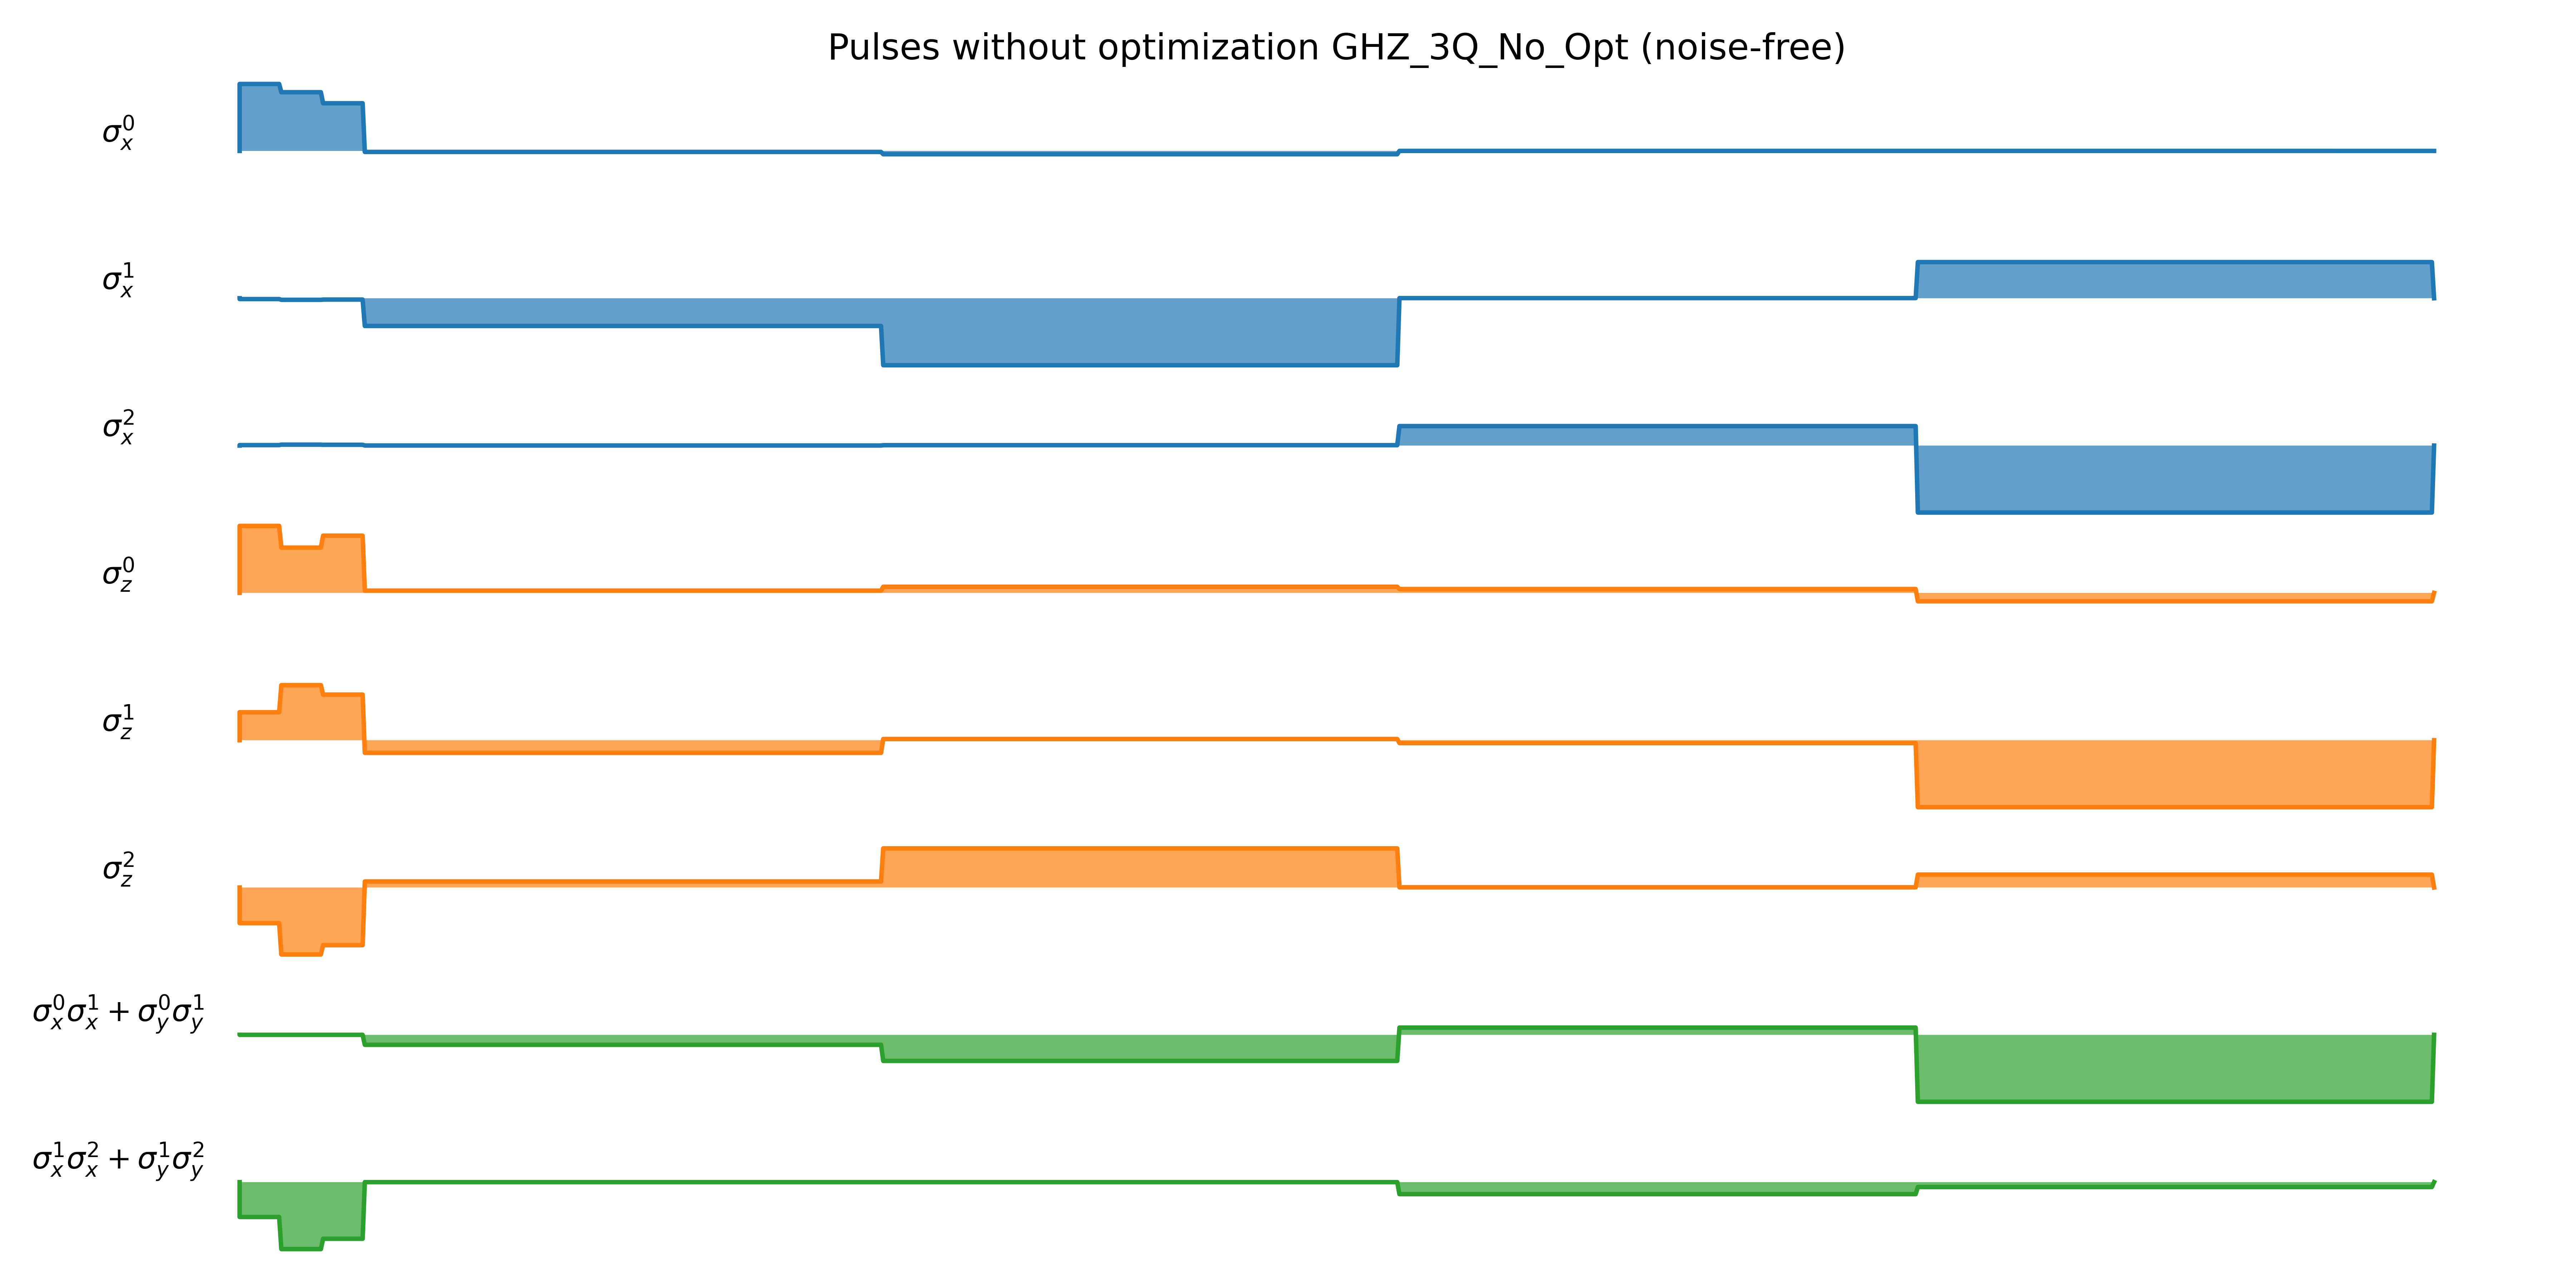 Pulses without optimization GHZ_3Q_No_Opt (noise-free)
σ_x^0
σ_x^1
σ_x^2
σ_z^0
σ_z^1
σ_z^2
σ_x^0σ_x^1 + σ_y^0σ_y^1
σ_x^1σ_x^2 + σ_y^1σ_y^2